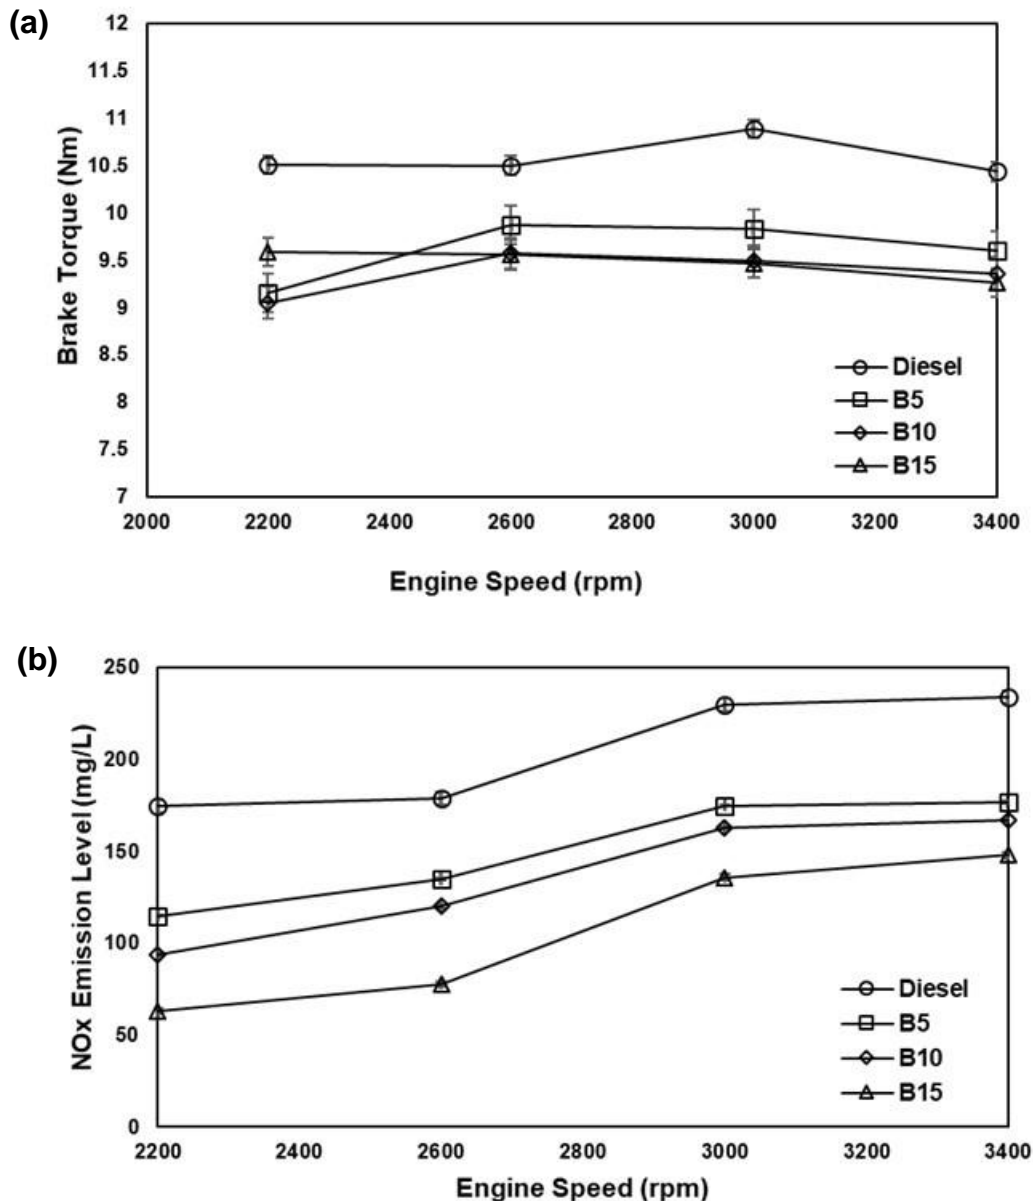 (a)
12
11.5
11
10.5
10
9.5
9
8.5
8
7.5
7
Brake Torque (Nm)
Diesel
B5
B10
B15
2000 2200 2400 2600 2800 3000 3200 3400
Engine Speed (rpm)
(b)
250
200
150
100
50
0
NOx Emission Level (mg/L)
Diesel
B5
B10
B15
2200 2400 2600 2800 3000 3200 3400
Engine Speed (rpm)